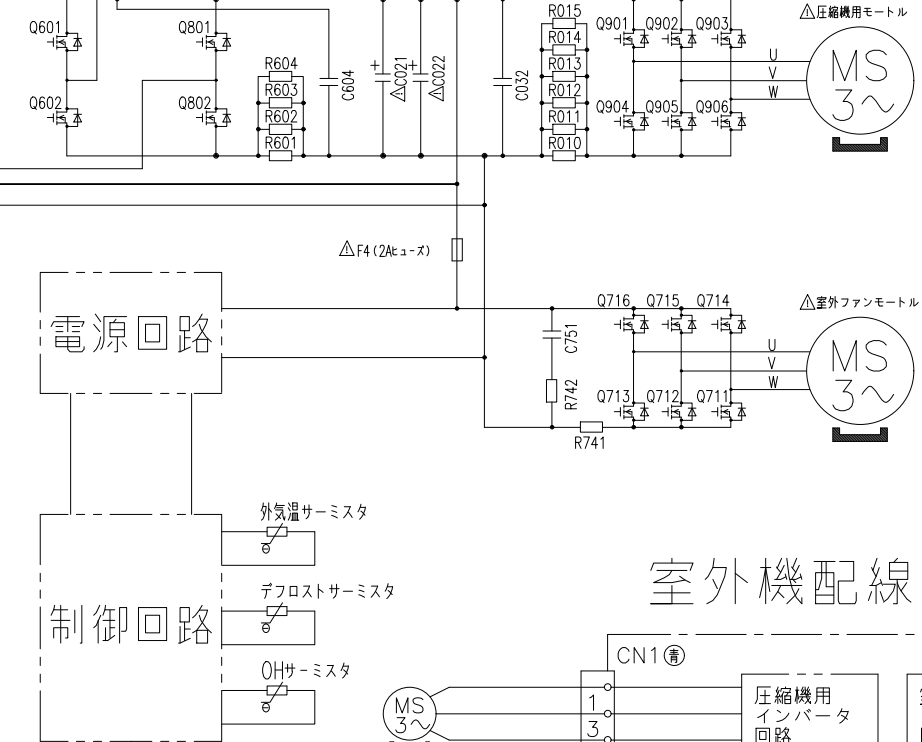 R015
Q601
Q801
Q901 Q902 Q903
⚠圧縮機用モートル
R014
R604
C604
+
⚠C021
+
⚠C022
C032
R013
U
V
W
MS
3～
R603
R012
Q602
Q802
R602
R011
Q904 Q905 Q906
R601
R010
⚠F4(2Aヒューズ)
電源回路
C751
Q716 Q715 Q714
⚠室外ファンモートル
U
V
W
MS
3～
R742
Q713 Q712 Q711
R741
外気温サーミスタ
θ
デフロストサーミスタ
θ
制御回路
OHサーミスタ
θ
室外機配線
CN1青
MS
3～
1
3
圧縮機用
インバータ
回路